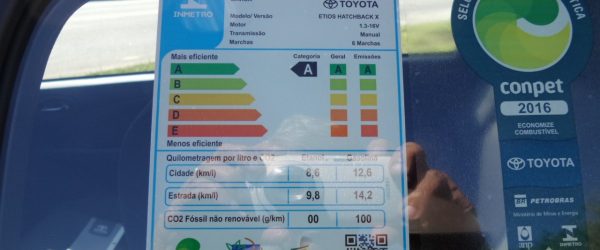 INMETRO
TOYOTA
Modelo/ Versão ETIOS HATCHBACK X
Motor 1.3-16V
Transmissão Manual
Marchas 6 Marchas
Mais eficiente Categoria Geral Emissões
A A A A
B B B
C C C
D D D
E E E
Menos eficiente
Quilometragem por litro e CO2 Etanol Gasolina
Cidade (km/l) 8,6 12,6
Estrada (km/l) 9,8 14,2
CO2 Fóssil não renovável (g/km) 00 100
conpet
2016
ECONOMIZE
COMBUSTÍVEL
TOYOTA
BR PETROBRAS
Ministério de Minas e Energia
anp
INMETRO